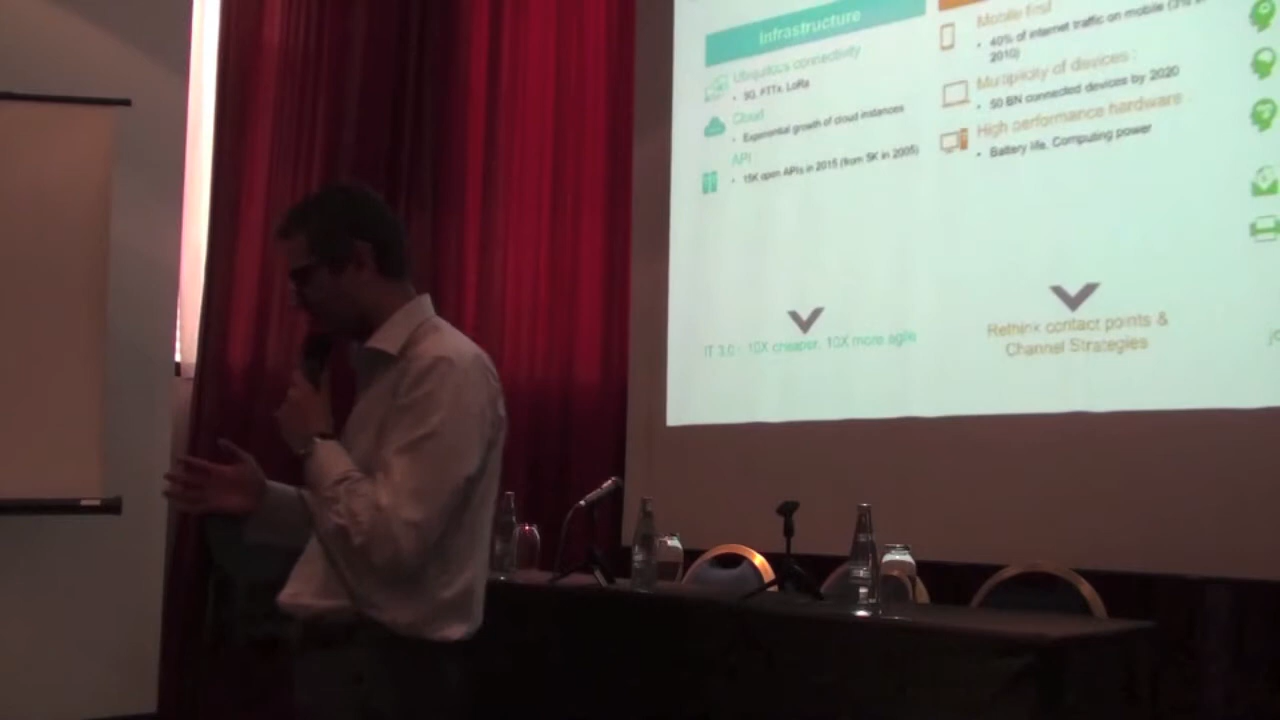 Infrastructure
Ubiquitous connectivity
• 5G, FTTx, LoRa
Cloud
• Exponential growth of cloud instances
API
• 15K open APIs in 2015 (from 5K in 2005)
IT 3.0 : 10X cheaper, 10X more agile
Mobile first
• 40% of internet traffic on mobile (3% in
2010)
Multiplicity of devices :
• 50 BN connected devices by 2020
High performance hardware
• Battery life, Computing power
Rethink contact points &
Channel Strategies